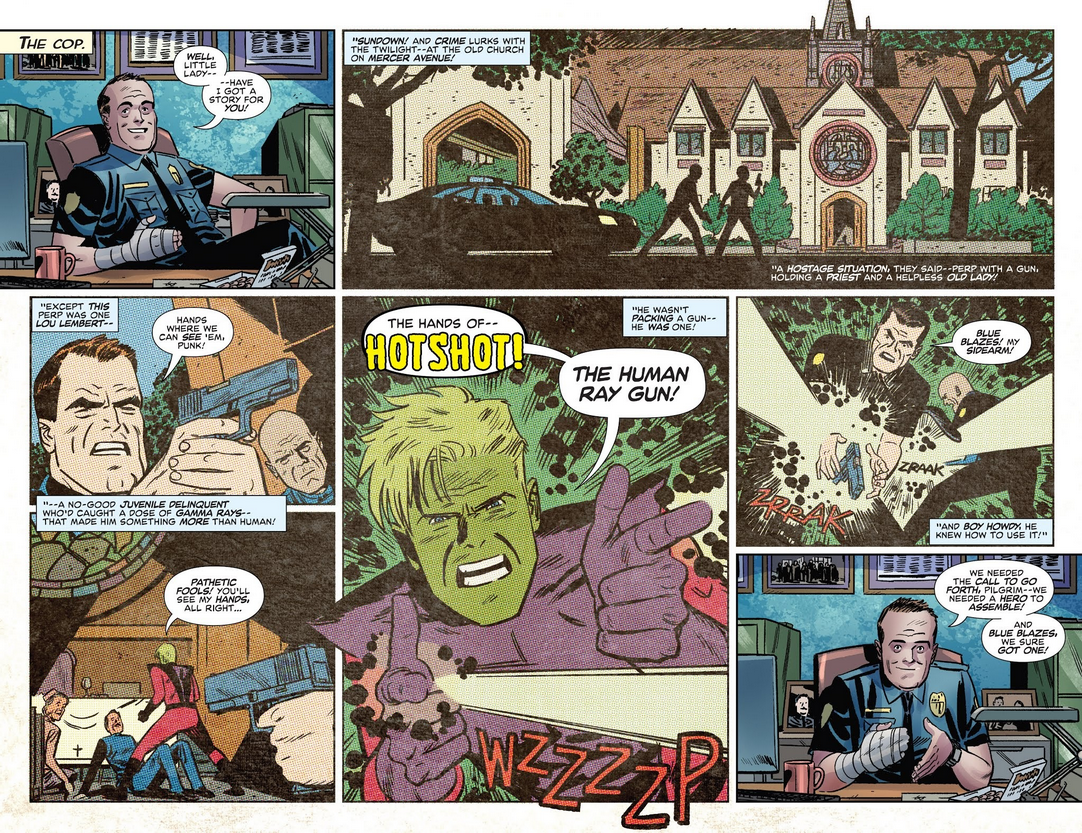 THE COP.
WELL,
LITTLE
LADY--
--HAVE
I GOT A
STORY FOR
YOU!
"SUNDOWN! AND CRIME LURKS WITH
THE TWILIGHT--AT THE OLD CHURCH
ON MERCER AVENUE!
"A HOSTAGE SITUATION, THEY SAID--PERP WITH A GUN,
HOLDING A PRIEST AND A HELPLESS OLD LADY!
"EXCEPT THIS
PERP WAS ONE
LOU LEMBERT--
HANDS
WHERE WE
CAN SEE 'EM,
PUNK!
"--A NO-GOOD JUVENILE DELINQUENT
WHO'D CAUGHT A DOSE OF GAMMA RAYS--
THAT MADE HIM SOMETHING MORE THAN HUMAN!
PATHETIC
FOOLS! YOU'LL
SEE MY HANDS,
ALL RIGHT...
THE HANDS OF--
HOTSHOT!
"HE WASN'T
PACKING A GUN--
HE WAS ONE!
THE HUMAN
RAY GUN!
WZZZZP
BLUE
BLAZES! MY
SIDEARM!
ZRAAK
ZRRAAK
"AND BOY HOWDY, HE
KNEW HOW TO USE IT!"
WE NEEDED
THE CALL TO GO
FORTH, PILGRIM--WE
NEEDED A HERO TO
ASSEMBLE!
AND
BLUE BLAZES,
WE SURE
GOT ONE!